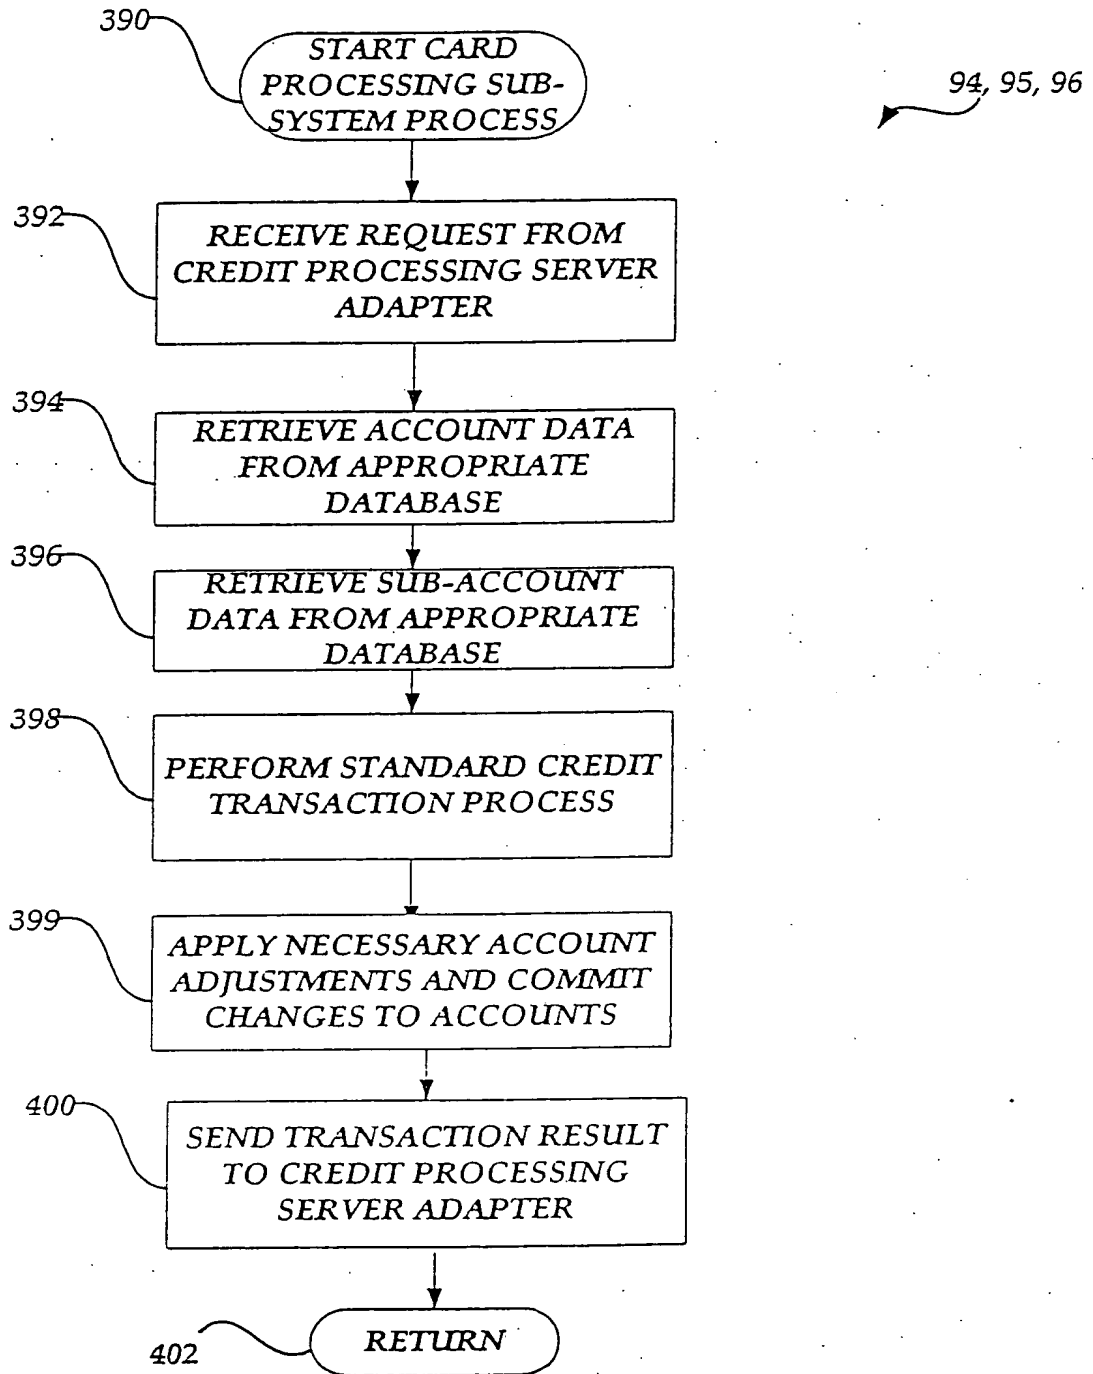 390
START CARD
PROCESSING SUB-
SYSTEM PROCESS
94, 95, 96
392
RECEIVE REQUEST FROM
CREDIT PROCESSING SERVER
ADAPTER
394
RETRIEVE ACCOUNT DATA
FROM APPROPRIATE
DATABASE
396
RETRIEVE SUB-ACCOUNT
DATA FROM APPROPRIATE
DATABASE
398
PERFORM STANDARD CREDIT
TRANSACTION PROCESS
399
APPLY NECESSARY ACCOUNT
ADJUSTMENTS AND COMMIT
CHANGES TO ACCOUNTS
400
SEND TRANSACTION RESULT
TO CREDIT PROCESSING
SERVER ADAPTER
RETURN
402